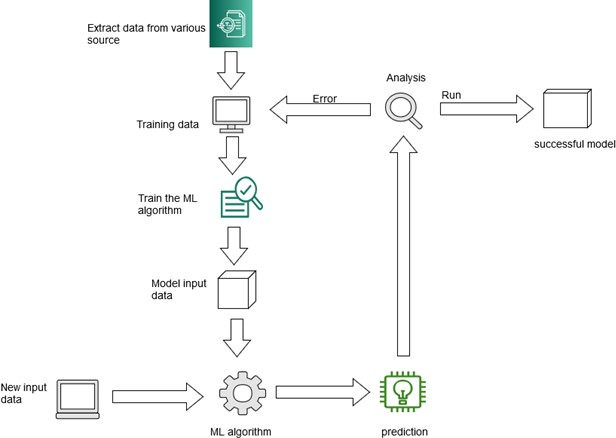 Extract data from various
source
Analysis
Error
Run
Training data
successful model
Train the ML
algorithm
Model input
data
New input
data
ML algorithm
prediction